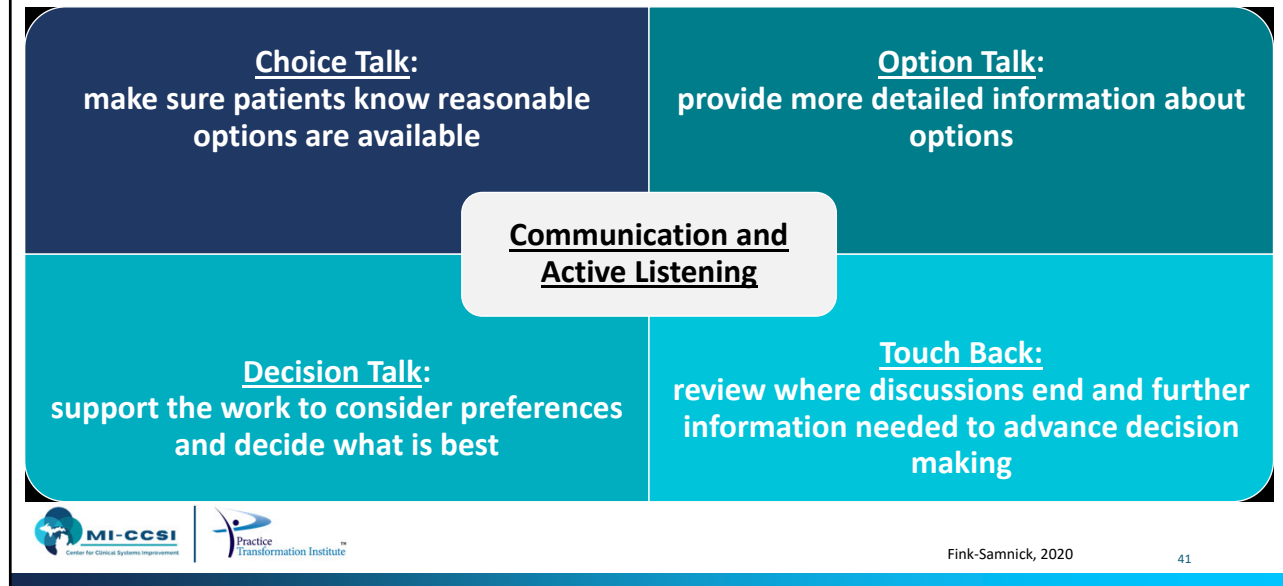 Choice Talk:
make sure patients know reasonable
options are available
Option Talk:
provide more detailed information about
options
Communication and
Active Listening
Decision Talk:
support the work to consider preferences
and decide what is best
Touch Back:
review where discussions end and further
information needed to advance decision
making
MI-CCSI
Center for Clinical Systems Improvement
Practice
Transformation Institute™
Fink-Samnick, 2020
41